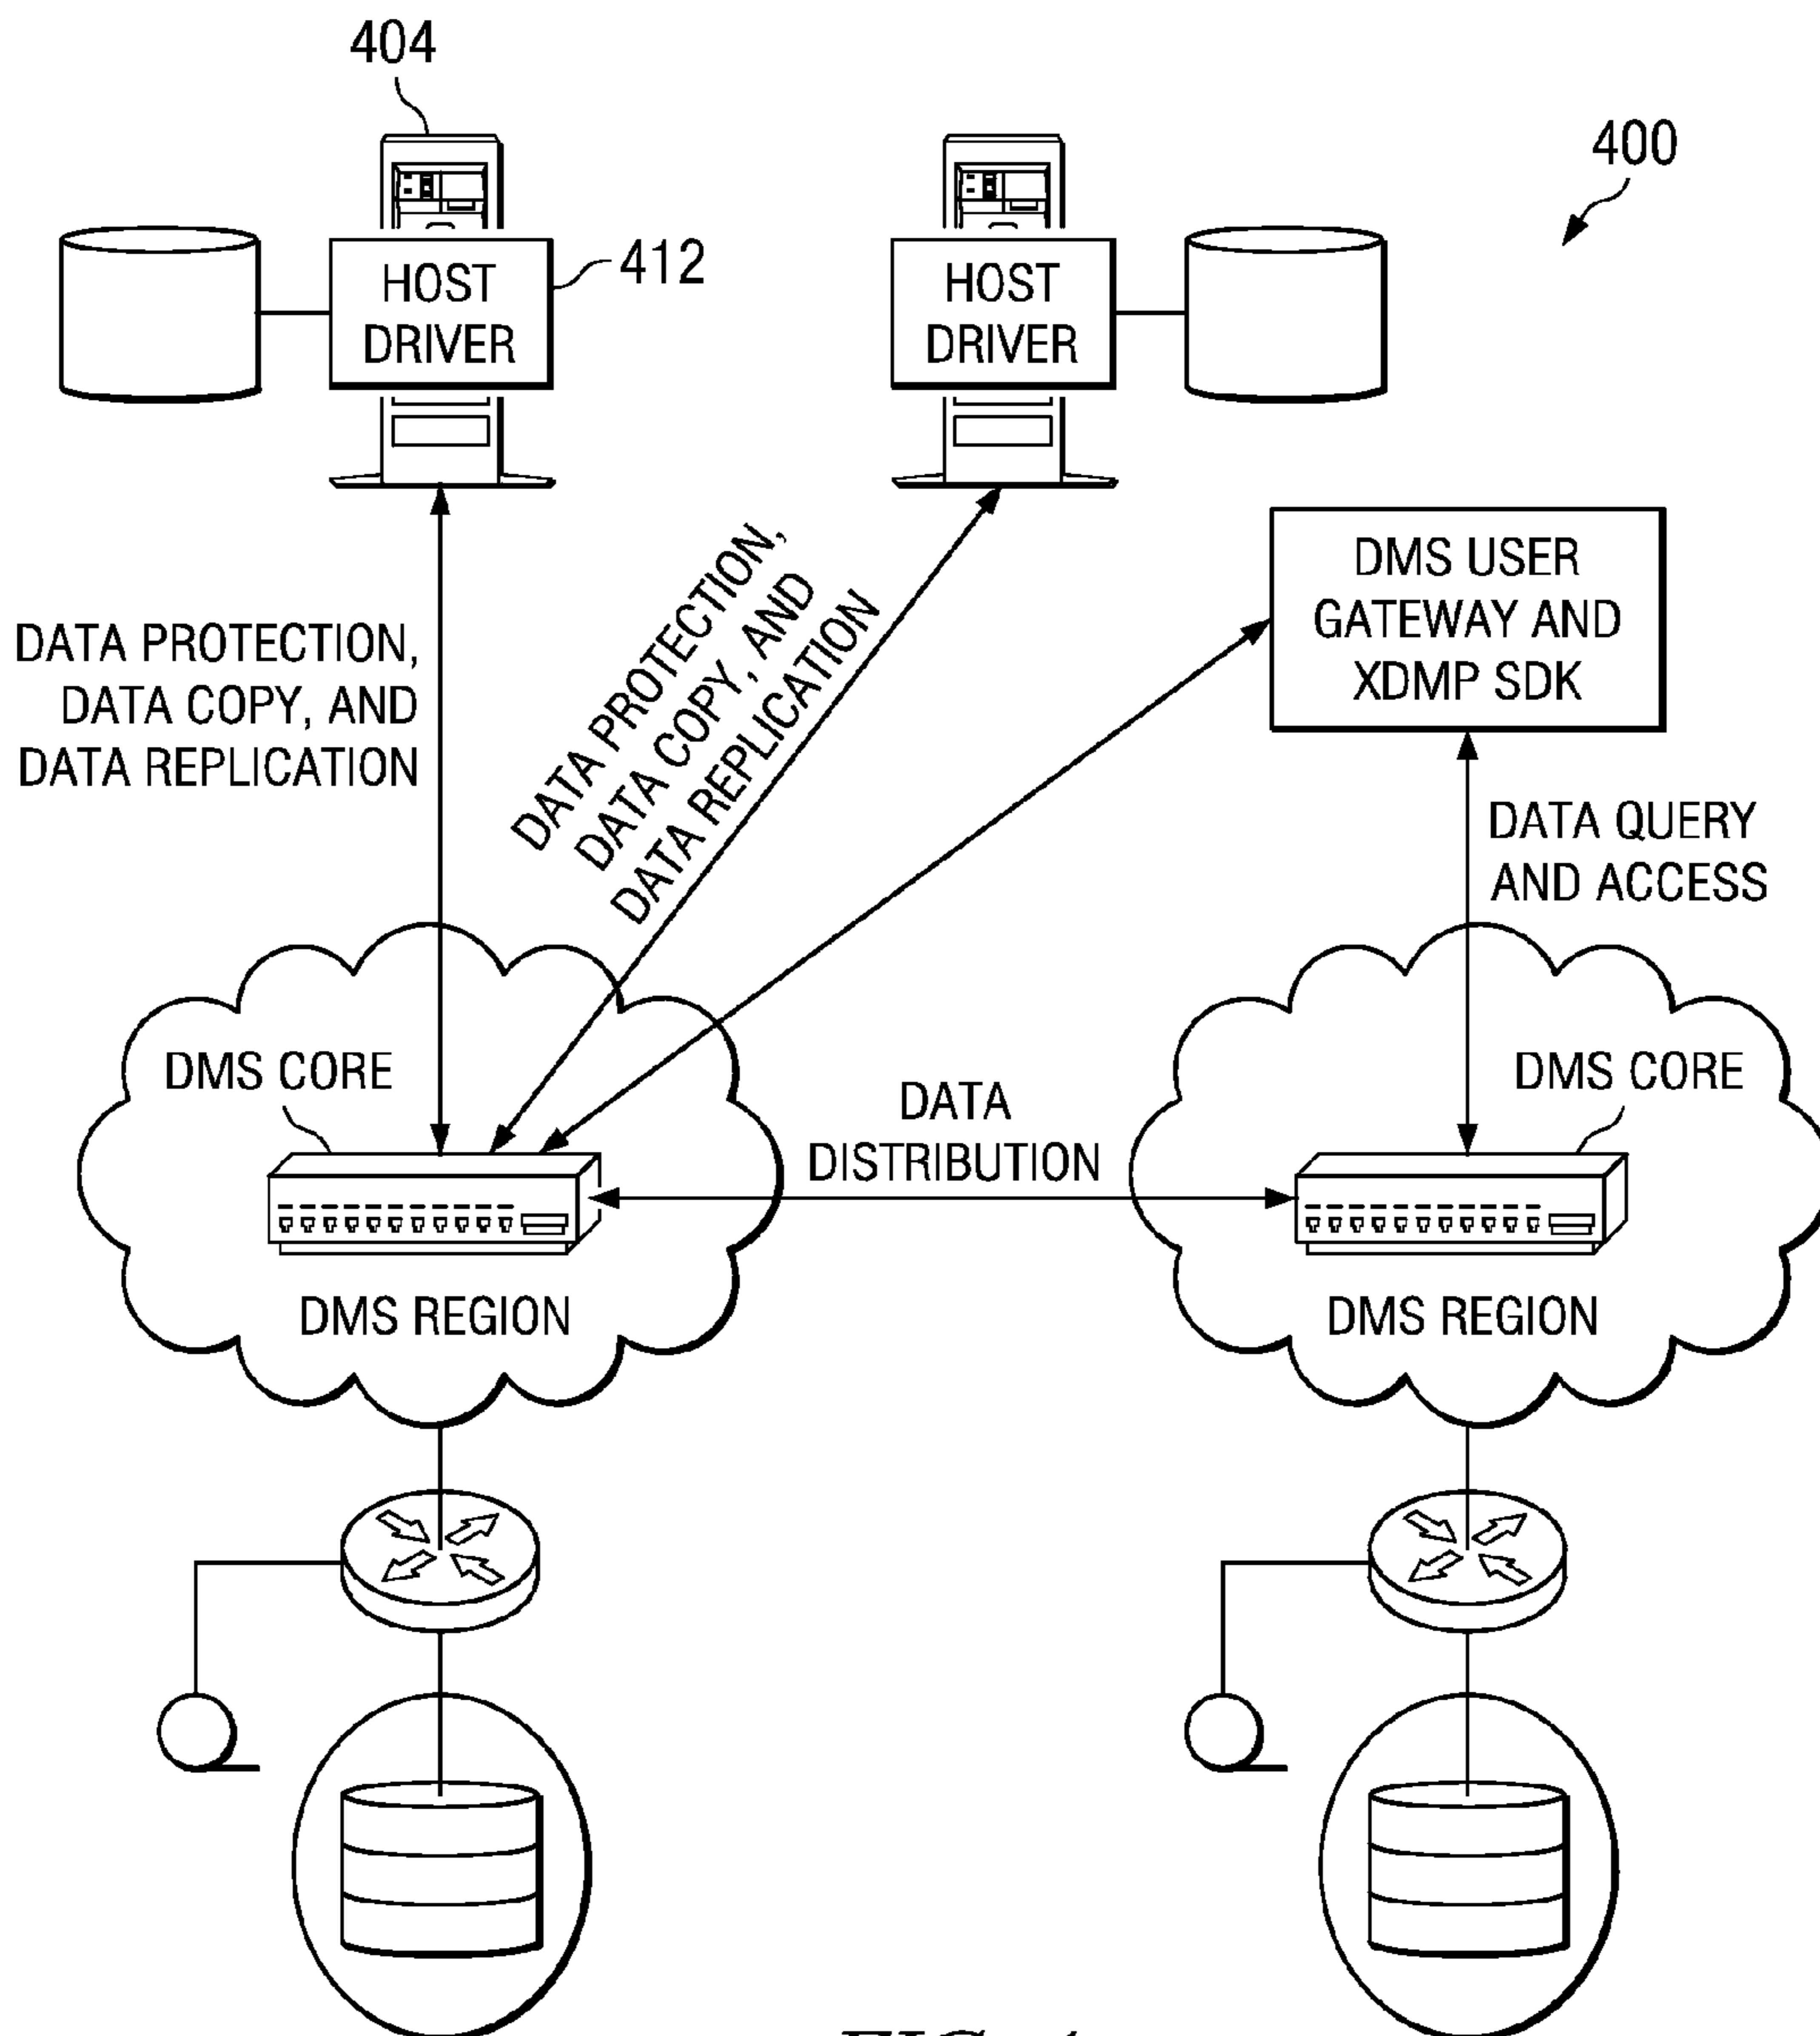 404
400
HOST
DRIVER
412
HOST
DRIVER
DMS USER
GATEWAY AND
XDMP SDK
DATA PROTECTION,
DATA COPY, AND
DATA REPLICATION
DATA PROTECTION,
DATA COPY, AND
DATA REPLICATION
DATA QUERY
AND ACCESS
DMS CORE
DATA
DISTRIBUTION
DMS CORE
DMS REGION
DMS REGION